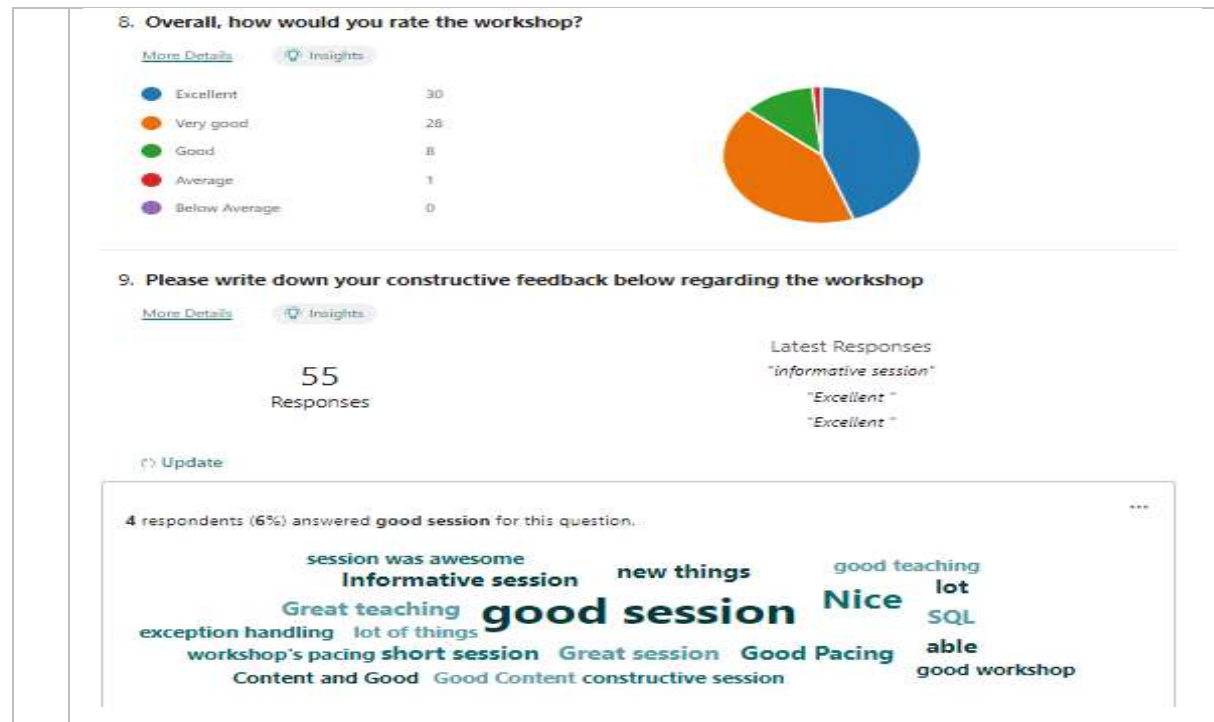 8. Overall, how would you rate the workshop?
More Details Insights
Excellent 30
Very good 28
Good 8
Average 1
Below Average 0
9. Please write down your constructive feedback below regarding the workshop
More Details Insights
55
Responses
Latest Responses
"informative session"
"Excellent "
"Excellent "
Update
4 respondents (6%) answered good session for this question.
...
session was awesome
Informative session
new things
good teaching
lot
Great teaching
good session
Nice
SQL
exception handling
lot of things
workshop's pacing
short session
Great session
Good Pacing
able
good workshop
Content and Good
Good Content
constructive session